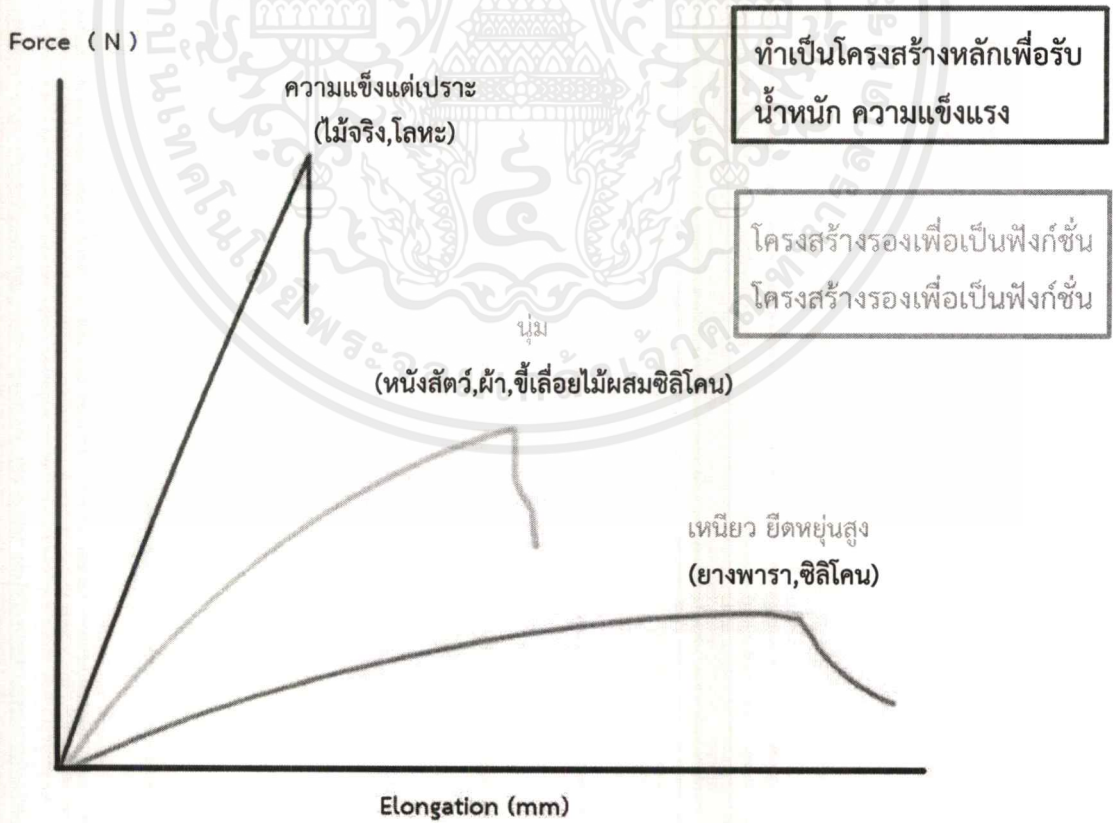 Force ( N )
ความแข็งแต่เปราะ
(ไม้จริง,โลหะ)
ทำเป็นโครงสร้างหลักเพื่อรับ
น้ำหนัก ความแข็งแรง
โครงสร้างรองเพื่อเป็นฟังก์ชั่น
โครงสร้างรองเพื่อเป็นฟังก์ชั่น
นุ่ม
(หนังสัตว์,ผ้า,ขี้เลื่อยไม้ผสมซิลิโคน)
เหนียว ยืดหยุ่นสูง
(ยางพารา,ซิลิโคน)
Elongation (mm)